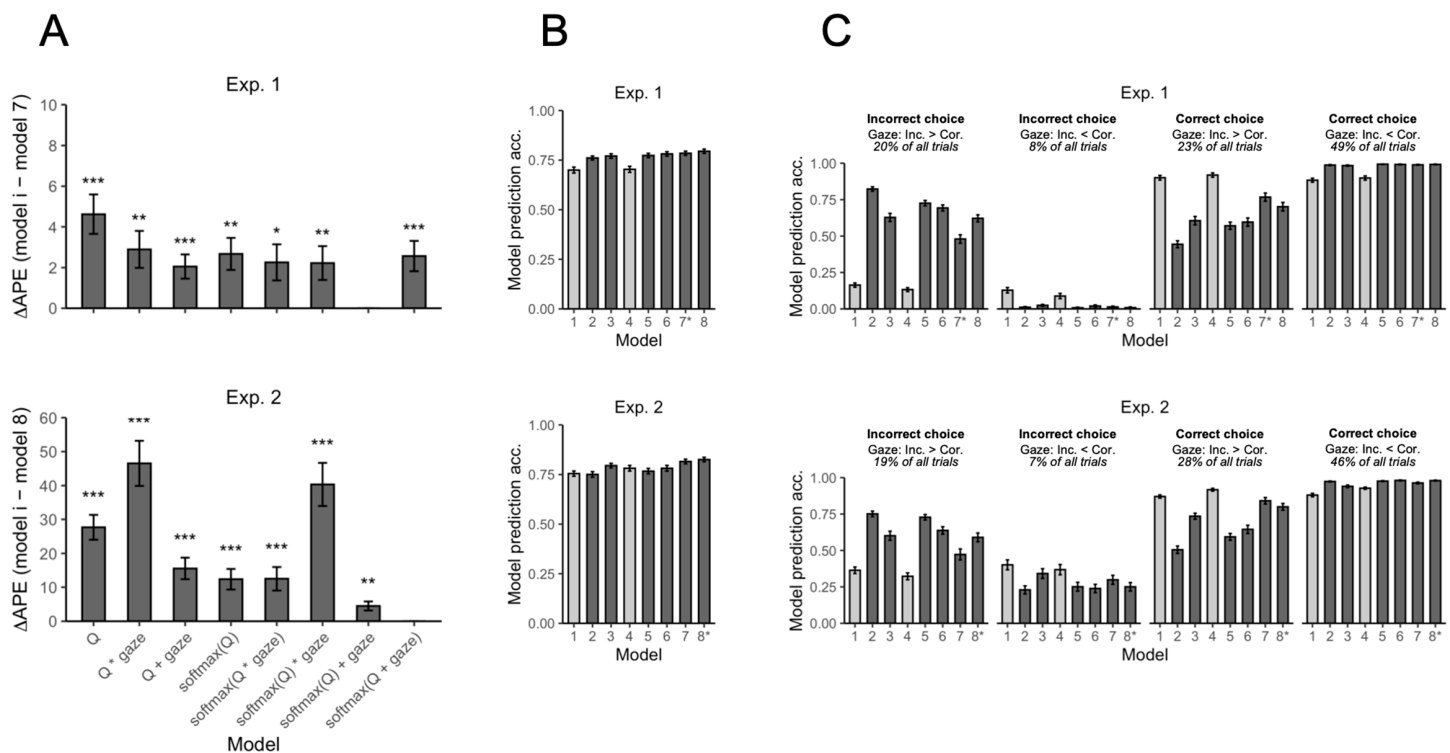 A
B
C
Exp. 1
ΔAPE (model i − model 7)
10
8
6
4
2
0
***
**
***
**
*
**
***
Exp. 2
ΔAPE (model i − model 8)
60
50
40
30
20
10
0
***
***
***
***
***
***
**
Q
Q * gaze
Q + gaze
softmax(Q)
softmax(Q * gaze)
softmax(Q) * gaze
softmax(Q) + gaze
softmax(Q + gaze)
Model
Exp. 1
Model prediction acc.
1.00
0.75
0.50
0.25
0.00
1 2 3 4 5 6 7* 8
Model
Exp. 2
Model prediction acc.
1.00
0.75
0.50
0.25
0.00
1 2 3 4 5 6 7 8*
Model
Exp. 1
Incorrect choice
Gaze: Inc. > Cor.
20% of all trials
Incorrect choice
Gaze: Inc. < Cor.
8% of all trials
Correct choice
Gaze: Inc. > Cor.
23% of all trials
Correct choice
Gaze: Inc. < Cor.
49% of all trials
Model prediction acc.
1.00
0.75
0.50
0.25
0.00
1 2 3 4 5 6 7* 8
1 2 3 4 5 6 7* 8
1 2 3 4 5 6 7* 8
1 2 3 4 5 6 7* 8
Model
Exp. 2
Incorrect choice
Gaze: Inc. > Cor.
19% of all trials
Incorrect choice
Gaze: Inc. < Cor.
7% of all trials
Correct choice
Gaze: Inc. > Cor.
28% of all trials
Correct choice
Gaze: Inc. < Cor.
46% of all trials
Model prediction acc.
1.00
0.75
0.50
0.25
0.00
1 2 3 4 5 6 7 8*
1 2 3 4 5 6 7 8*
1 2 3 4 5 6 7 8*
1 2 3 4 5 6 7 8*
Model